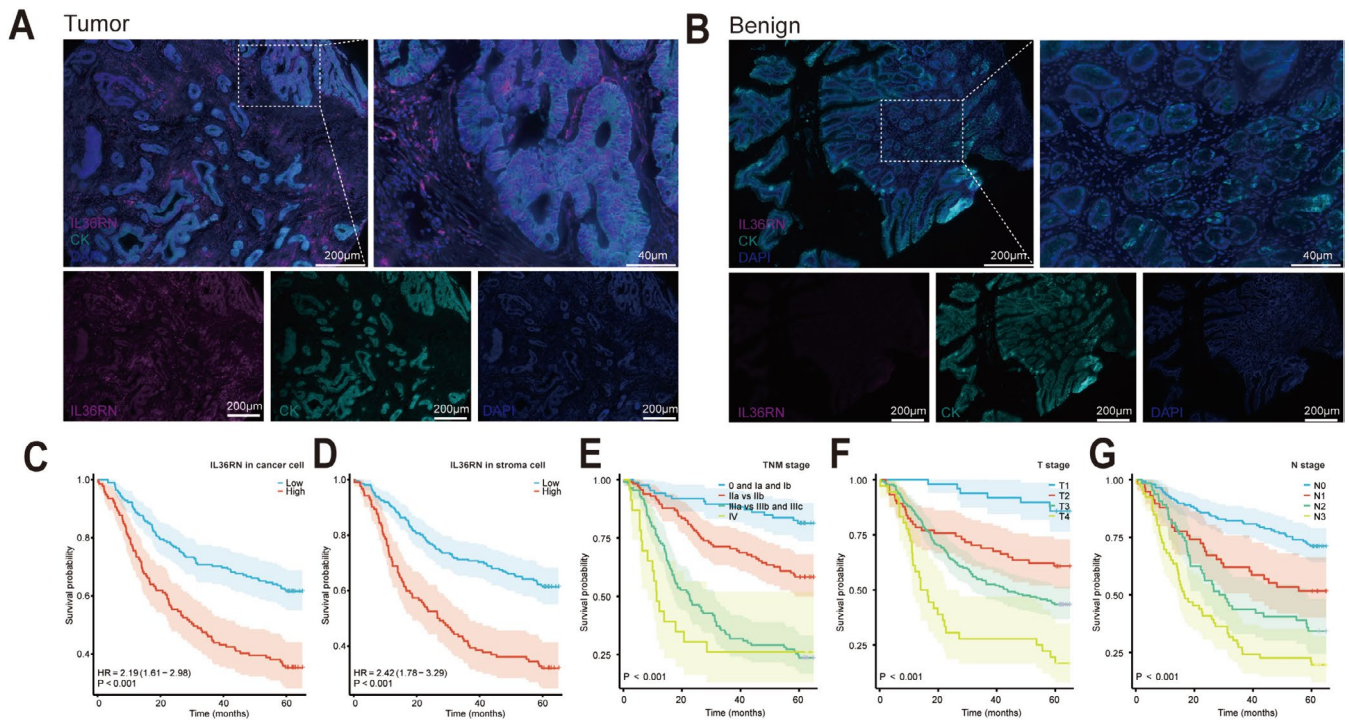 A
Tumor
IL36RN
CK
200μm
40μm
IL36RN
200μm
CK
200μm
DAPI
200μm
B
Benign
IL36RN
CK
DAPI
200μm
40μm
IL36RN
200μm
CK
200μm
DAPI
200μm
C
IL36RN in cancer cell
Low
High
1.0
0.8
0.6
0.4
Survival probability
HR = 2.19 (1.61 – 2.98)
P < 0.001
0
20
40
60
Time (months)
D
IL36RN in stroma cell
Low
High
1.0
0.8
0.6
0.4
Survival probability
HR = 2.42 (1.78 – 3.29)
P < 0.001
0
20
40
60
Time (months)
E
TNM stage
0 and Ia and Ib
IIa vs IIb
IIIa vs IIIb and IIIc
IV
1.00
0.75
0.50
0.25
Survival probability
P < 0.001
0
20
40
60
Time (months)
F
T stage
T1
T2
T3
T4
1.00
0.75
0.50
0.25
Survival probability
P < 0.001
0
20
40
60
Time (months)
G
N stage
N0
N1
N2
N3
1.00
0.75
0.50
0.25
Survival probability
P < 0.001
0
20
40
60
Time (months)